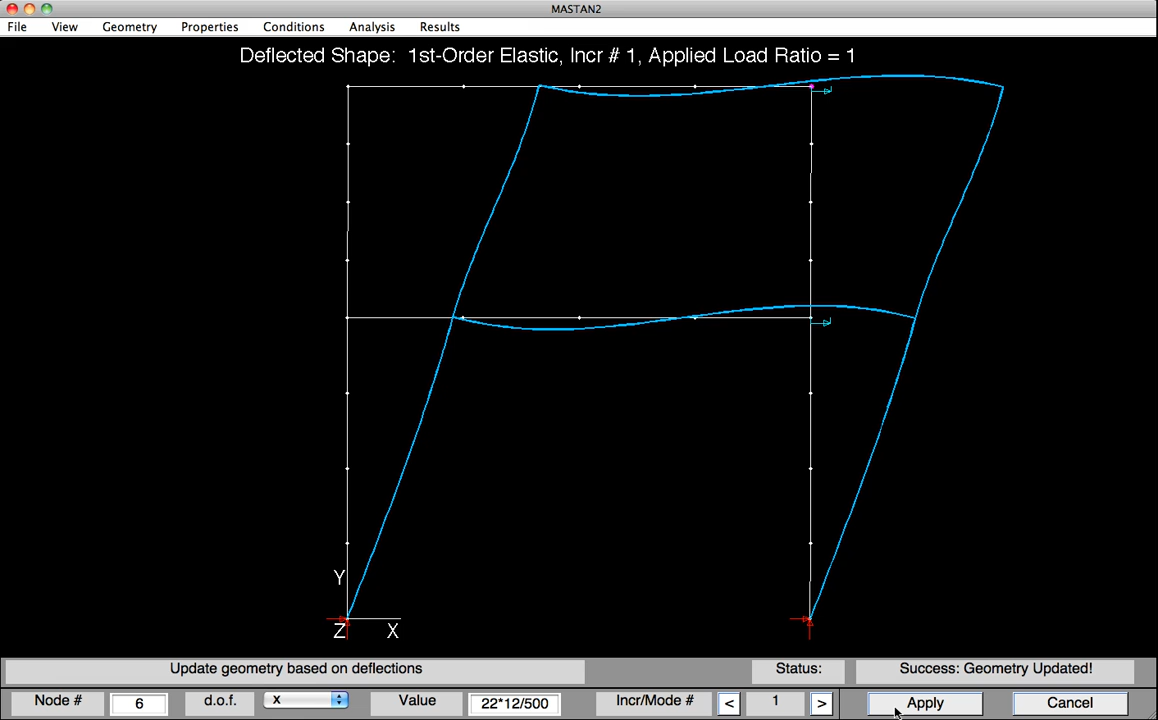 MASTAN2
File View Geometry Properties Conditions Analysis Results
Deflected Shape: 1st-Order Elastic, Incr # 1, Applied Load Ratio = 1
Y
Z X
Update geometry based on deflections Status: Success: Geometry Updated!
Node # 6 d.o.f. x Value 22*12/500 Incr/Mode # < 1 > Apply Cancel